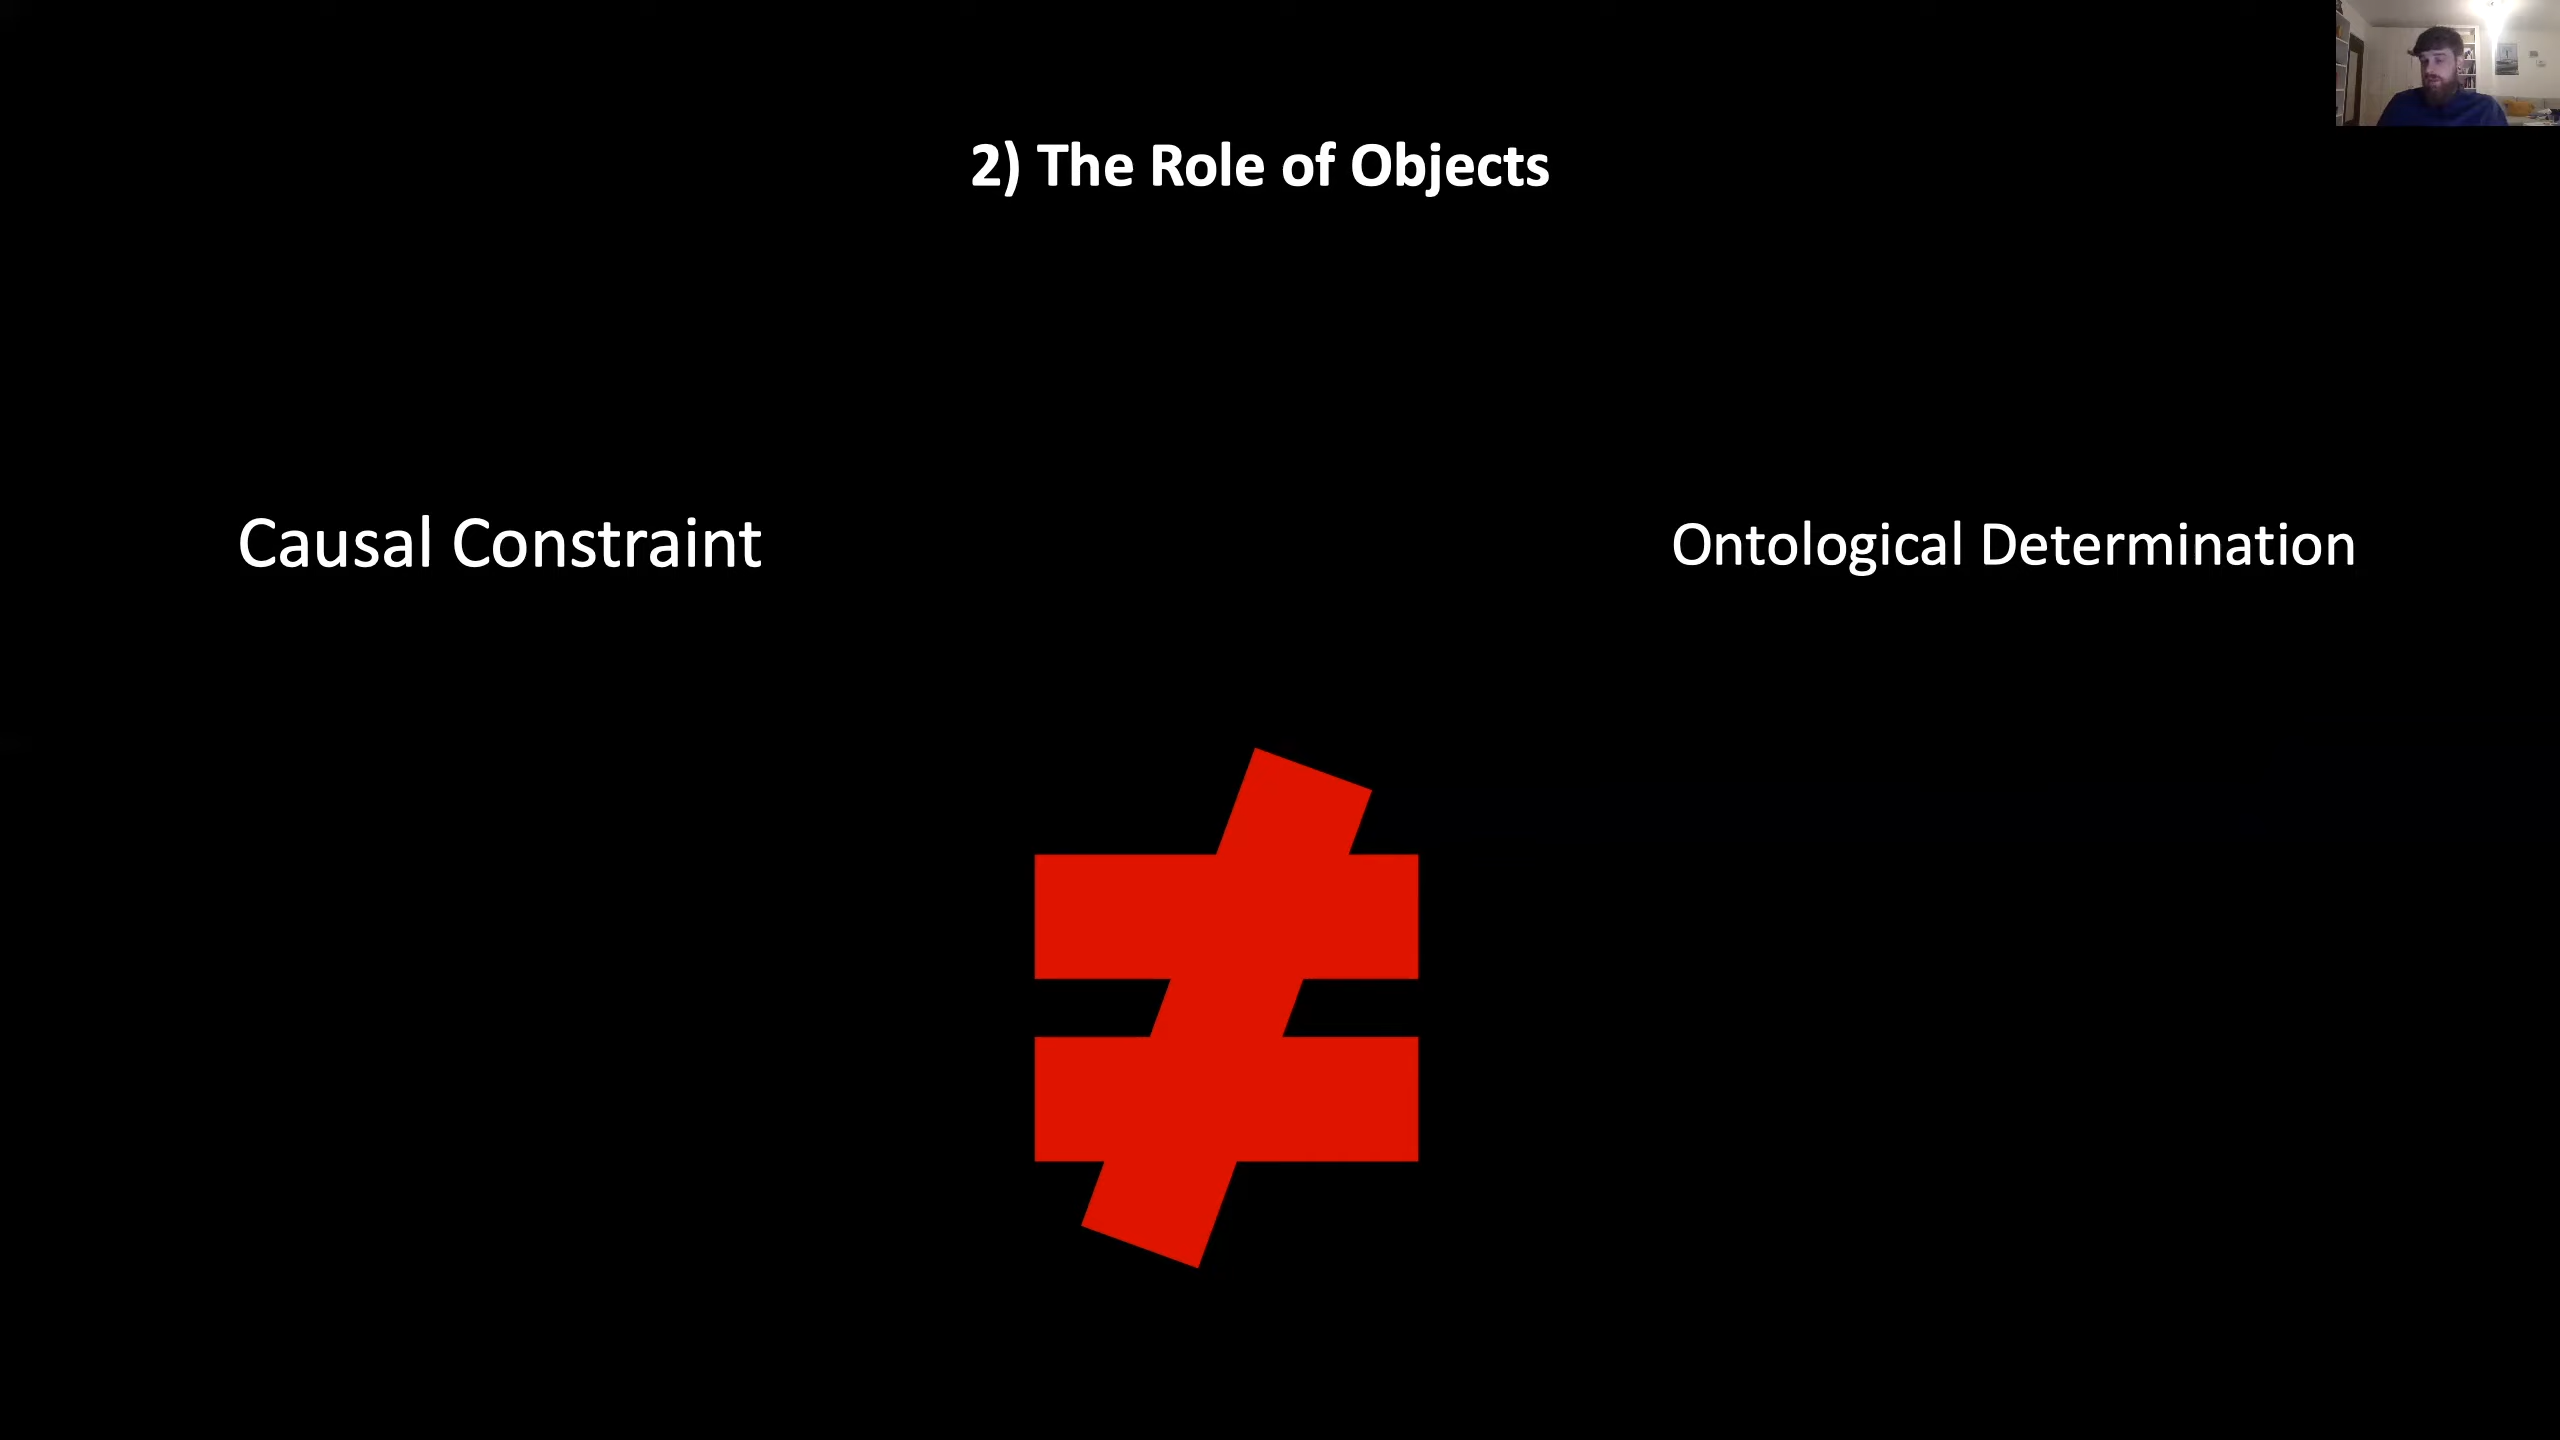 2) The Role of Objects
Causal Constraint
Ontological Determination
≠